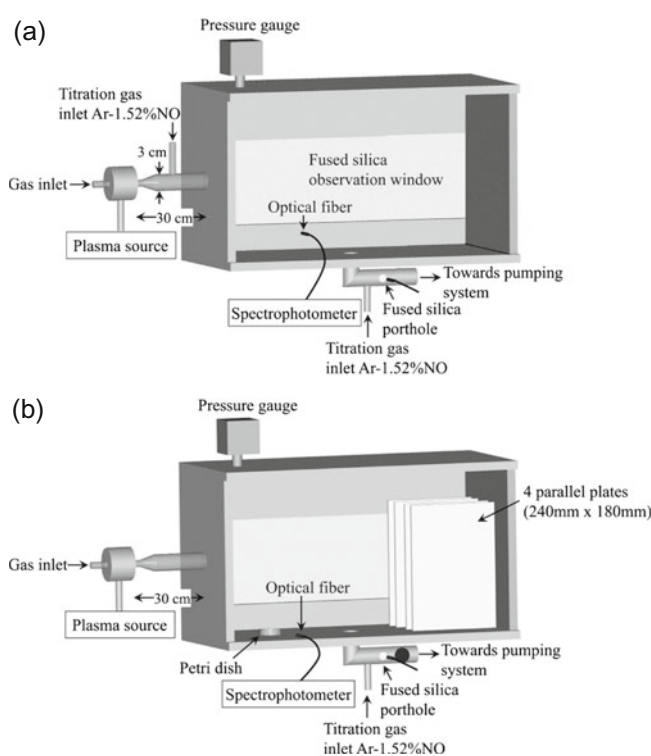 (a)
Pressure gauge
Titration gas
inlet Ar-1.52%NO
3 cm
Gas inlet
30 cm
Plasma source
Fused silica
observation window
Optical fiber
Spectrophotometer
Towards pumping
system
Fused silica
porthole
Titration gas
inlet Ar-1.52%NO
(b)
Pressure gauge
4 parallel plates
(240mm x 180mm)
Gas inlet
30 cm
Plasma source
Optical fiber
Petri dish
Spectrophotometer
Towards pumping
system
Fused silica
porthole
Titration gas
inlet Ar-1.52%NO